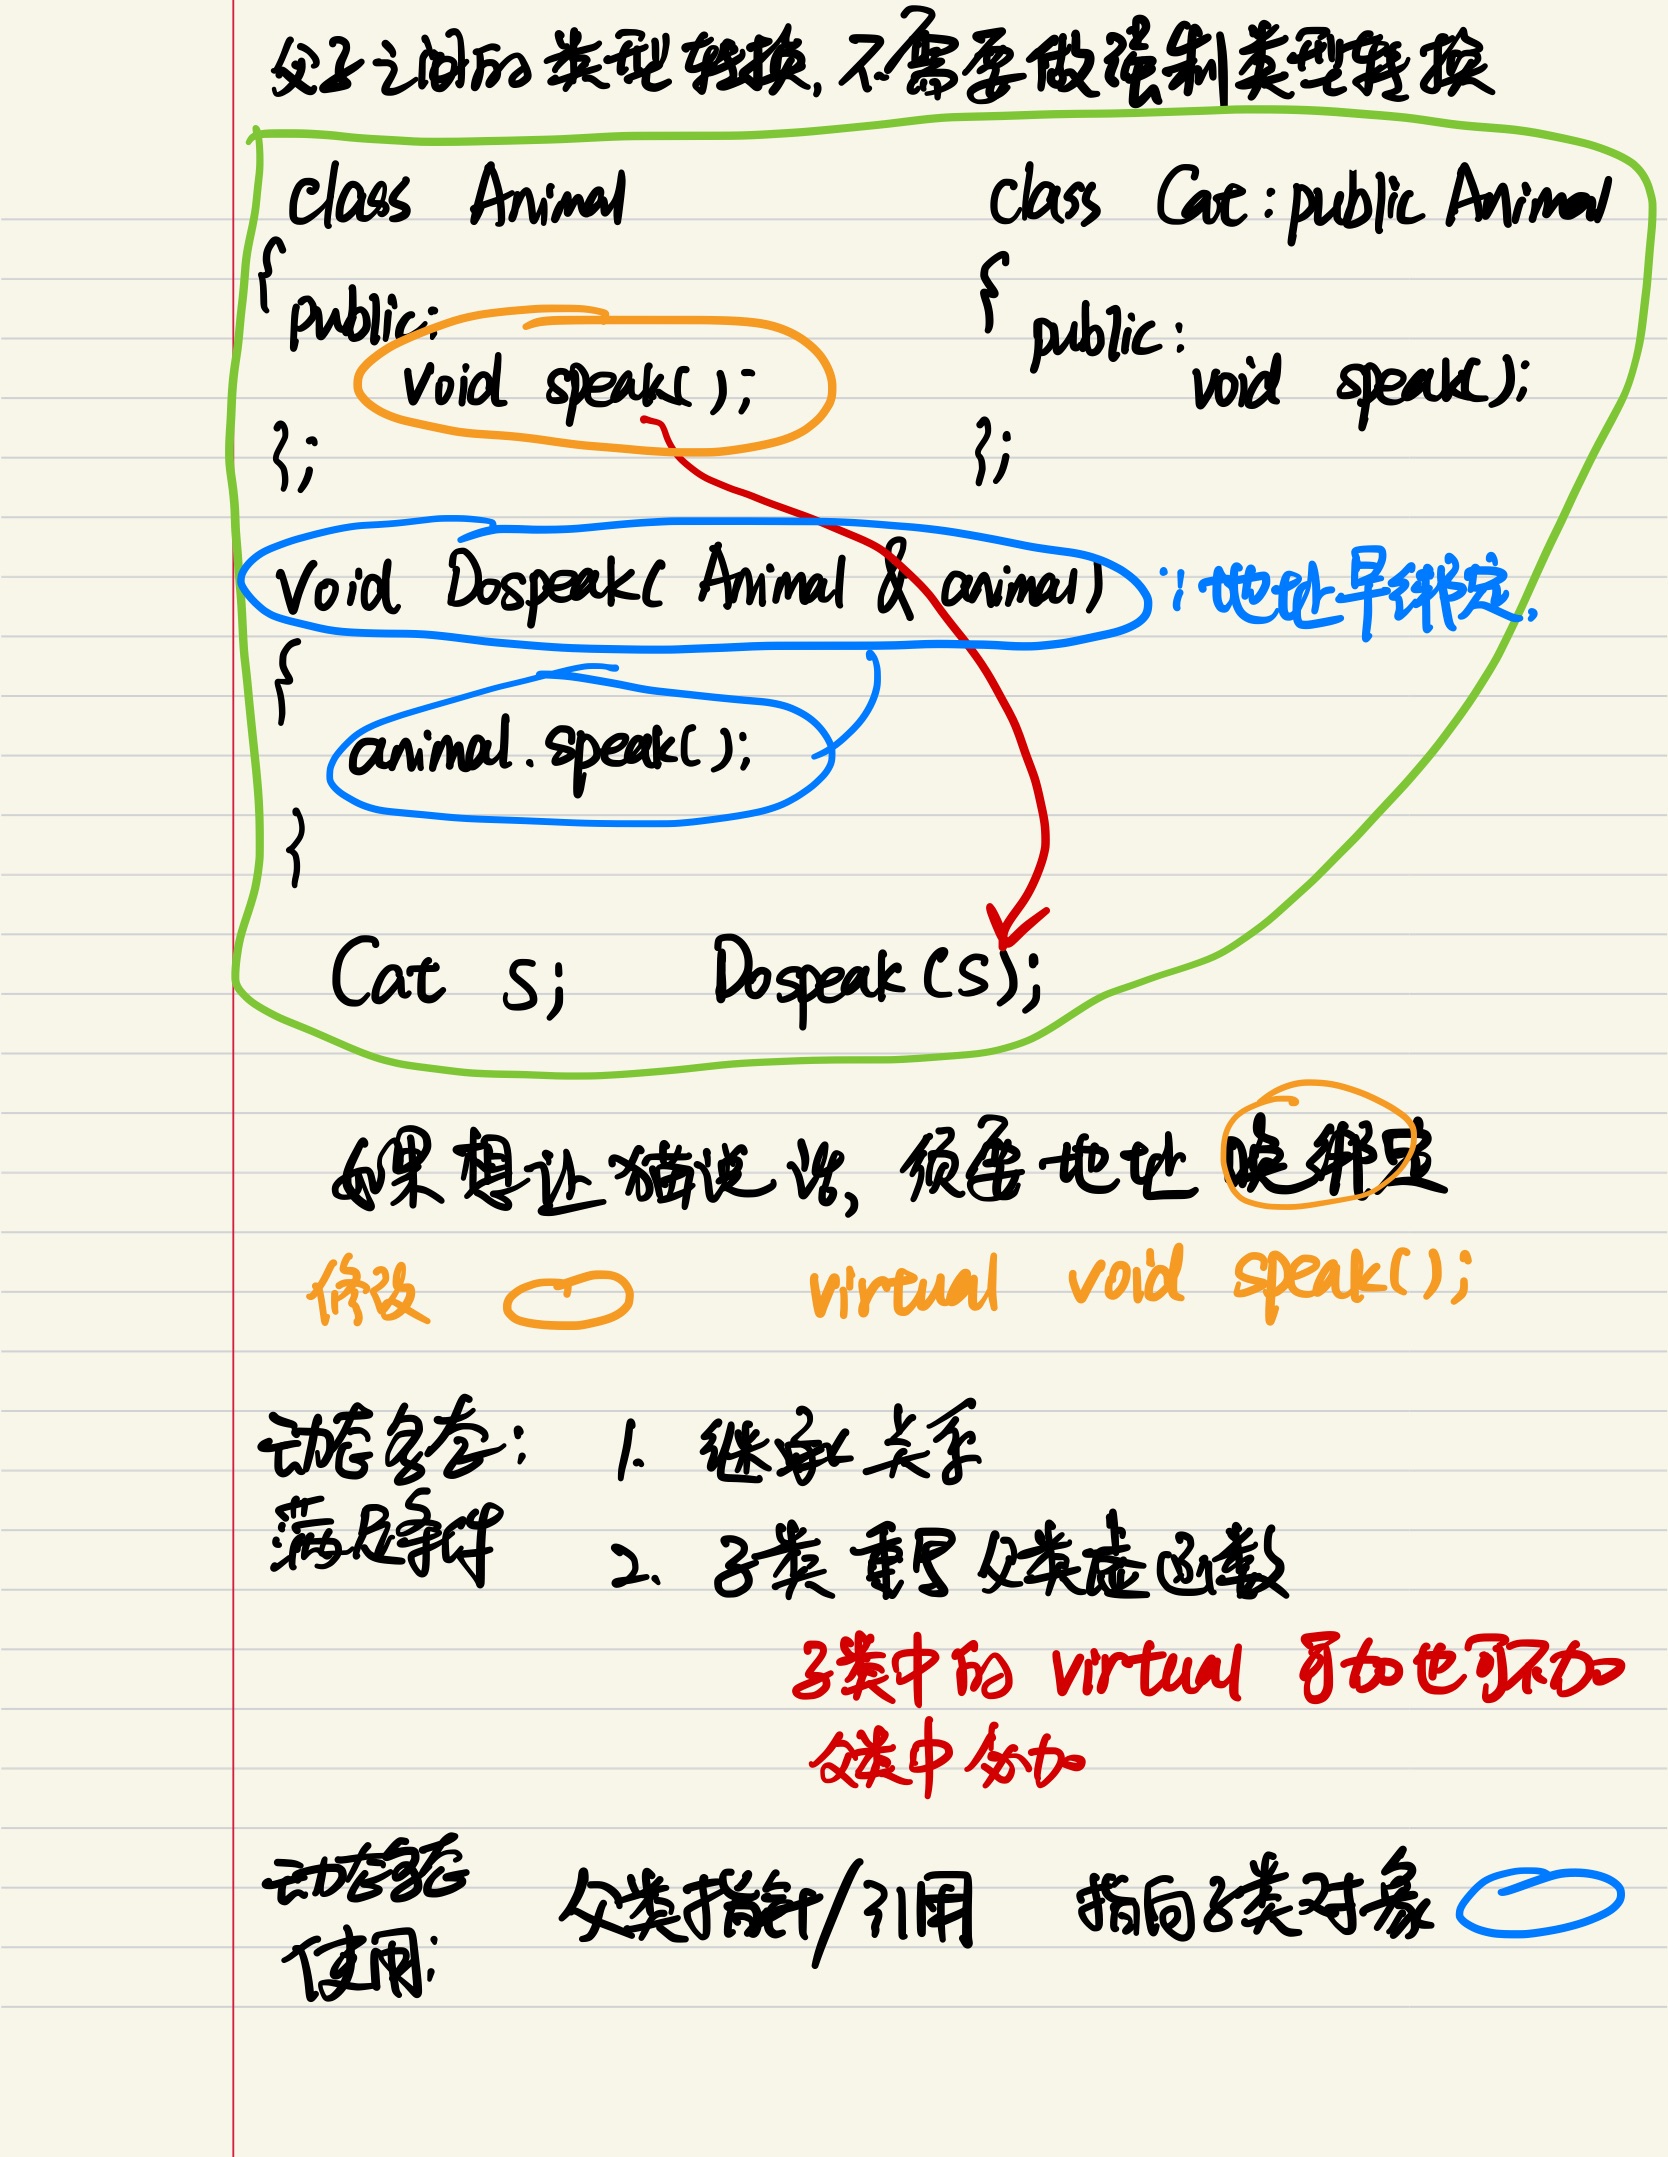 父子之间的类型转换,不需要做强制类型转换
class Animal
{
public:
void speak();
};
class Cat:public Animal
{
public:
void speak();
};
void Dospeak( Animal & animal) ∵地址早绑定.
{
animal.speak();
}
Cat s; Dospeak(s);
如果想让猫说话,须要地址晚绑定
修改 virtual void speak();
动态多态: 1. 继承关系
满足条件 2. 子类重写父类虚函数
子类中的 virtual 可加也可不加
父类中必加
动态多态 父类指针/引用 指向子类对象
使用: